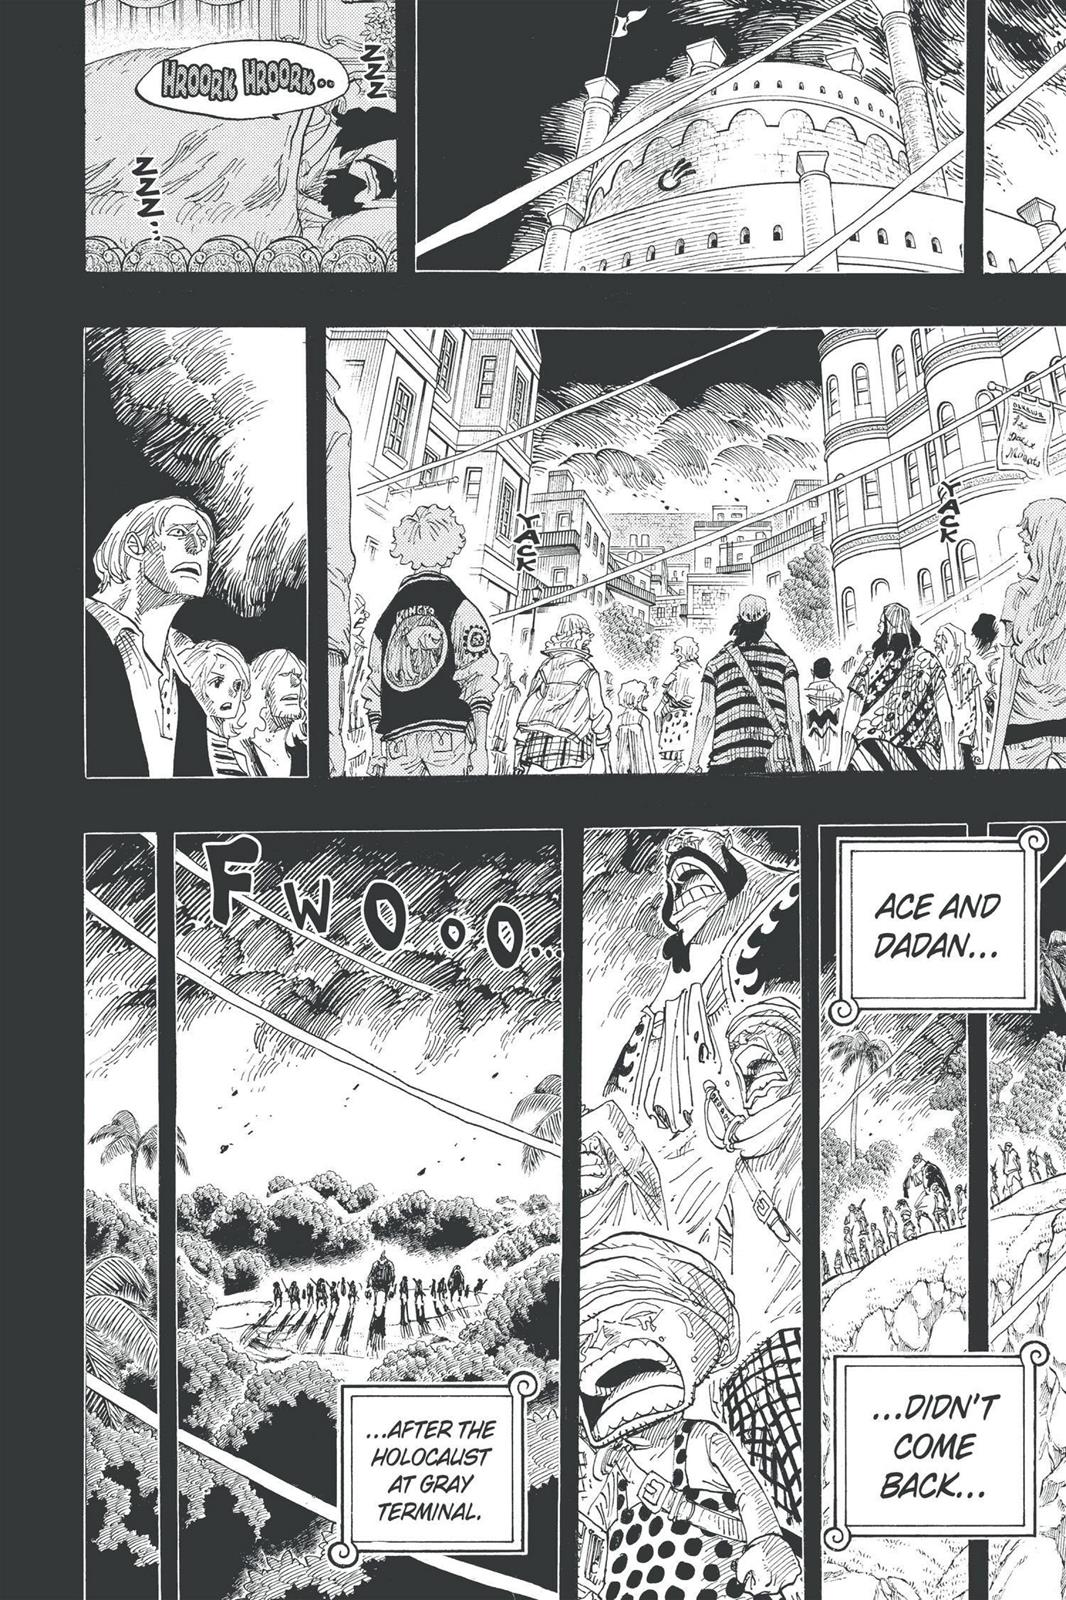 HROORK HROORK..
ZZZ
ZZZ
ZZZ...
YACK
YACK
FWOoO...
ACE AND
DADAN...
...DIDN'T
COME
BACK...
...AFTER THE
HOLOCAUST
AT GRAY
TERMINAL.